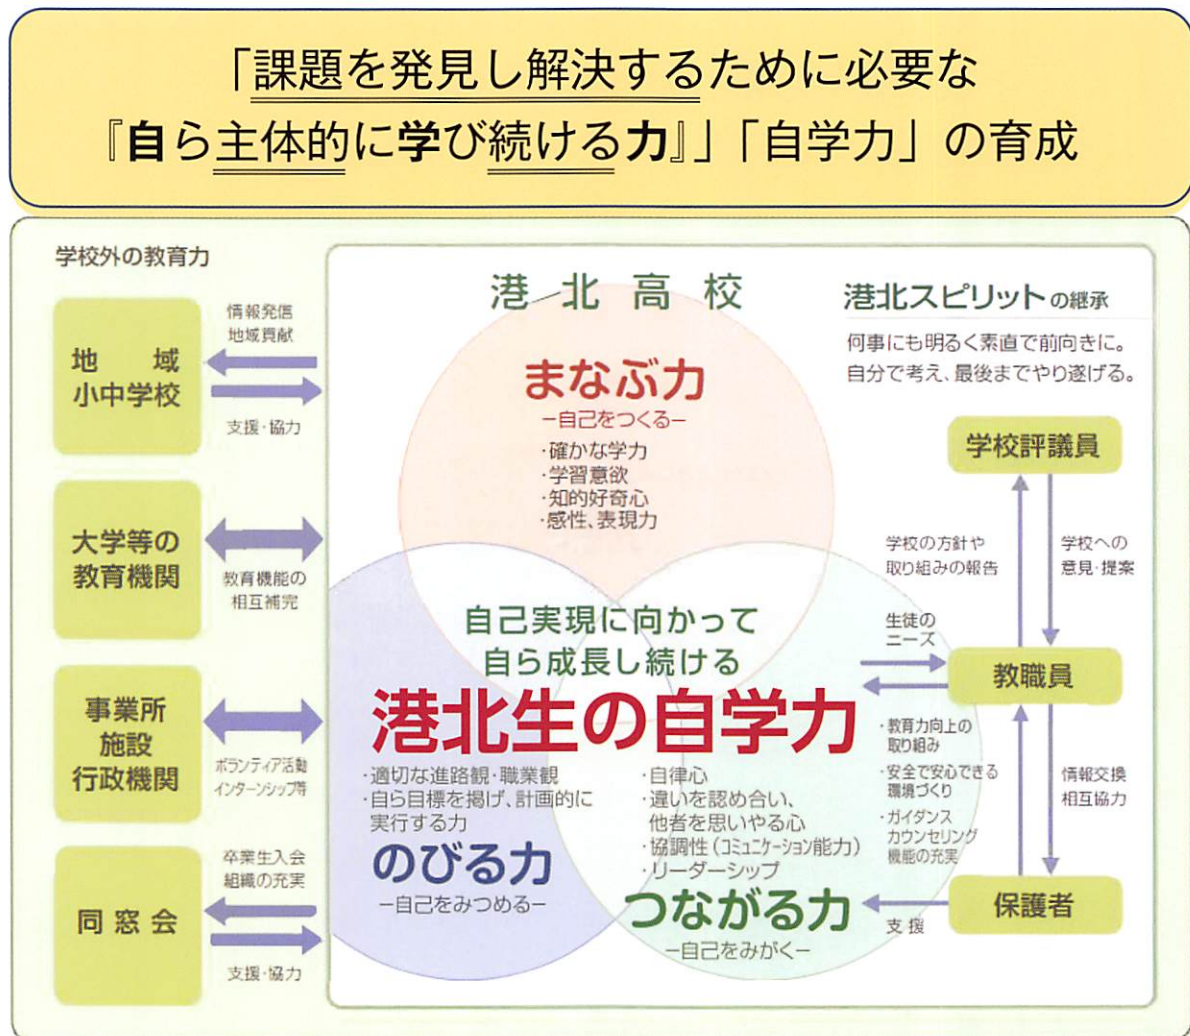 「課題を発見し解決するために必要な
『自ら主体的に学び続ける力』」「自学力」の育成
学校外の教育力
地　域
小中学校
情報発信
地域貢献
支援・協力
大学等の
教育機関
教育機能の
相互補完
事業所
施設
行政機関
ボランティア活動
インターンシップ等
同窓会
卒業生入会
組織の充実
支援・協力
港北高校
まなぶ力
ー自己をつくるー
・確かな学力
・学習意欲
・知的好奇心
・感性、表現力
自己実現に向かって
自ら成長し続ける
港北生の自学力
・適切な進路観・職業観
・自ら目標を掲げ、計画的に
実行する力
のびる力
ー自己をみつめるー
・自律心
・違いを認め合い、
他者を思いやる心
・協調性（コミュニケーション能力）
・リーダーシップ
つながる力
ー自己をみがくー
港北スピリットの継承
何事にも明るく素直で前向きに。
自分で考え、最後までやり遂げる。
学校評議員
学校の方針や
取り組みの報告
学校への
意見・提案
生徒の
ニーズ
教職員
・教育力向上の
取り組み
・安全で安心できる
環境づくり
・ガイダンス
カウンセリング
機能の充実
情報交換
相互協力
保護者
支援